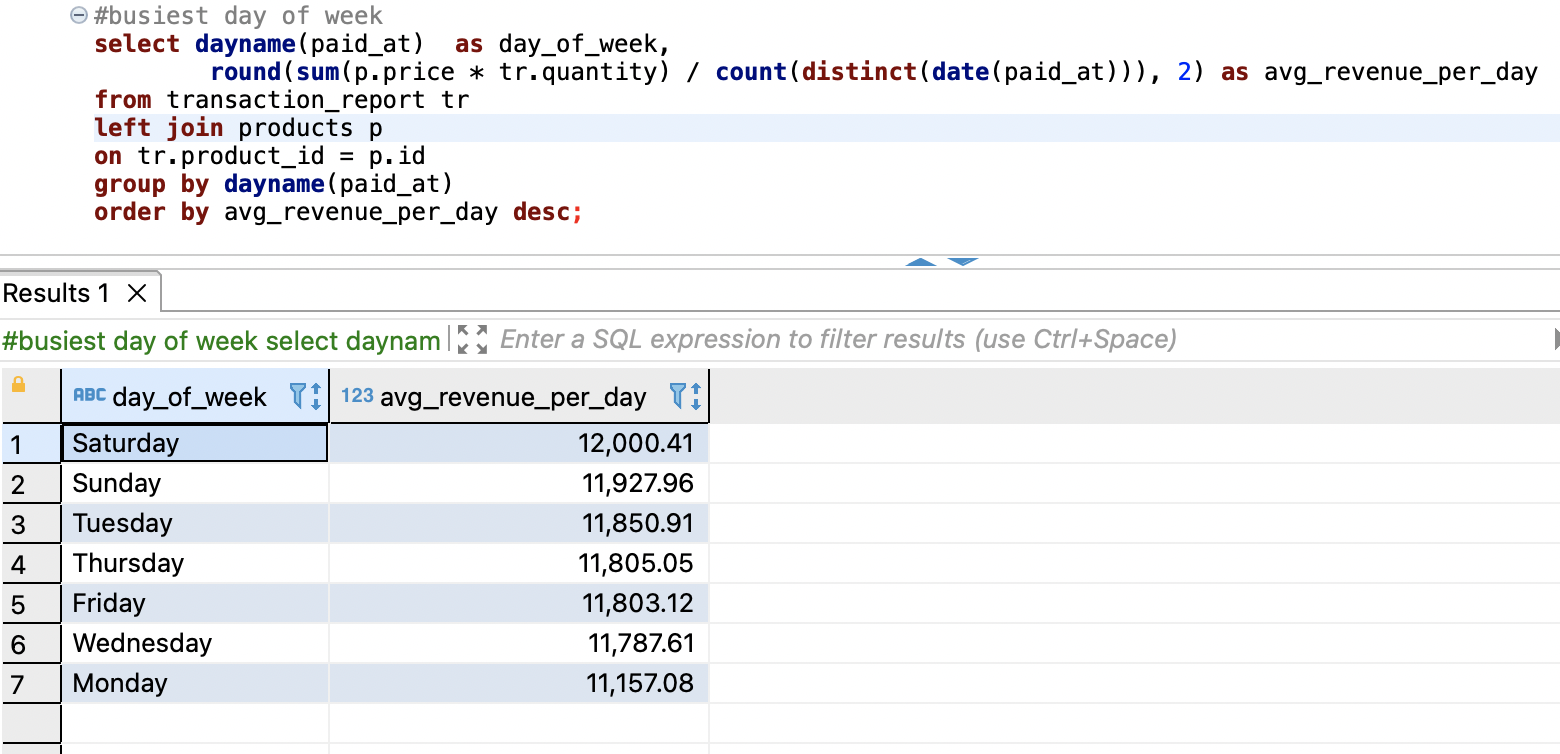 #busiest day of week
select dayname(paid_at)  as day_of_week,
        round(sum(p.price * tr.quantity) / count(distinct(date(paid_at))), 2) as avg_revenue_per_day
from transaction_report tr
left join products p
on tr.product_id = p.id
group by dayname(paid_at)
order by avg_revenue_per_day desc;
Results 1
#busiest day of week select daynam Enter a SQL expression to filter results (use Ctrl+Space)
ABC day_of_week 123 avg_revenue_per_day
1 Saturday 12,000.41
2 Sunday 11,927.96
3 Tuesday 11,850.91
4 Thursday 11,805.05
5 Friday 11,803.12
6 Wednesday 11,787.61
7 Monday 11,157.08